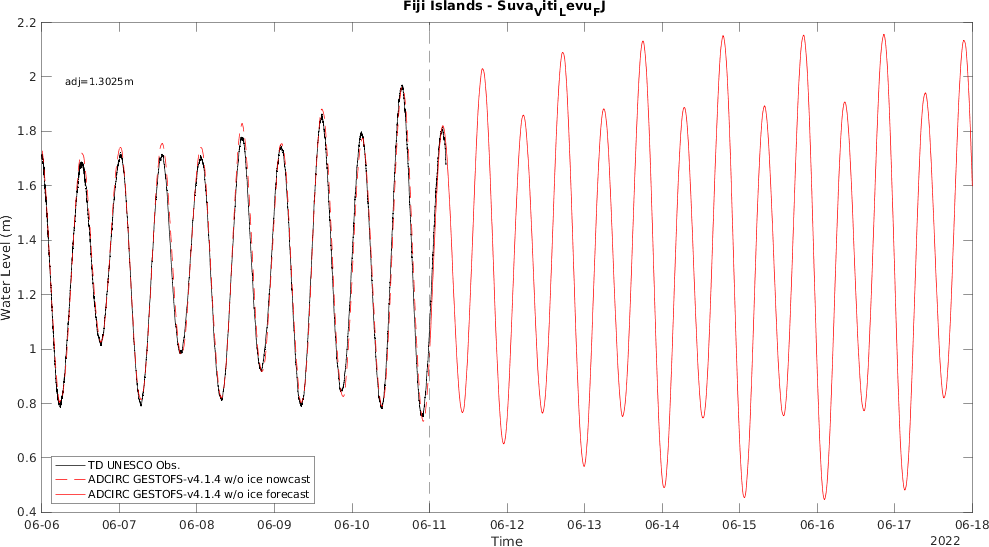 Fiji Islands - Suva_Viti_Levu_FJ
2.2
2
1.8
1.6
1.4
1.2
1
0.8
0.6
0.4
adj=1.3025m
Water Level (m)
TD UNESCO Obs.
ADCIRC GESTOFS-v4.1.4 w/o ice nowcast
ADCIRC GESTOFS-v4.1.4 w/o ice forecast
06-06 06-07 06-08 06-09 06-10 06-11 06-12 06-13 06-14 06-15 06-16 06-17 06-18
Time
2022